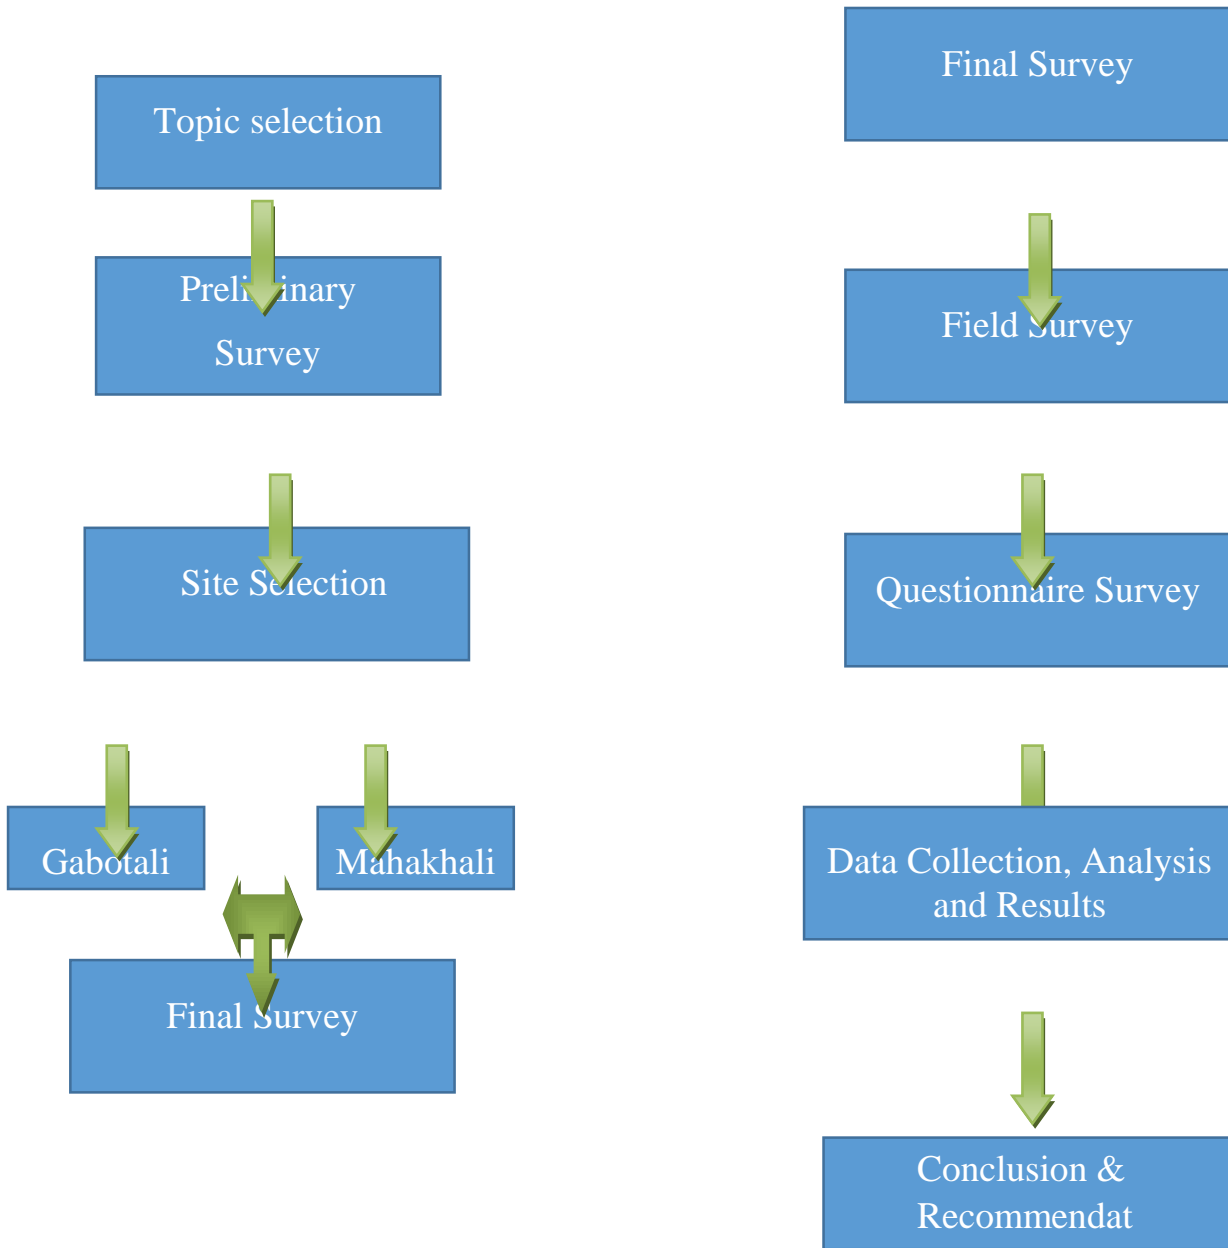 Topic selection
Preliminary
Survey
Site Selection
Gabotali
Mahakhali
Final Survey
Final Survey
Field Survey
Questionnaire Survey
Data Collection, Analysis
and Results
Conclusion &
Recommendat